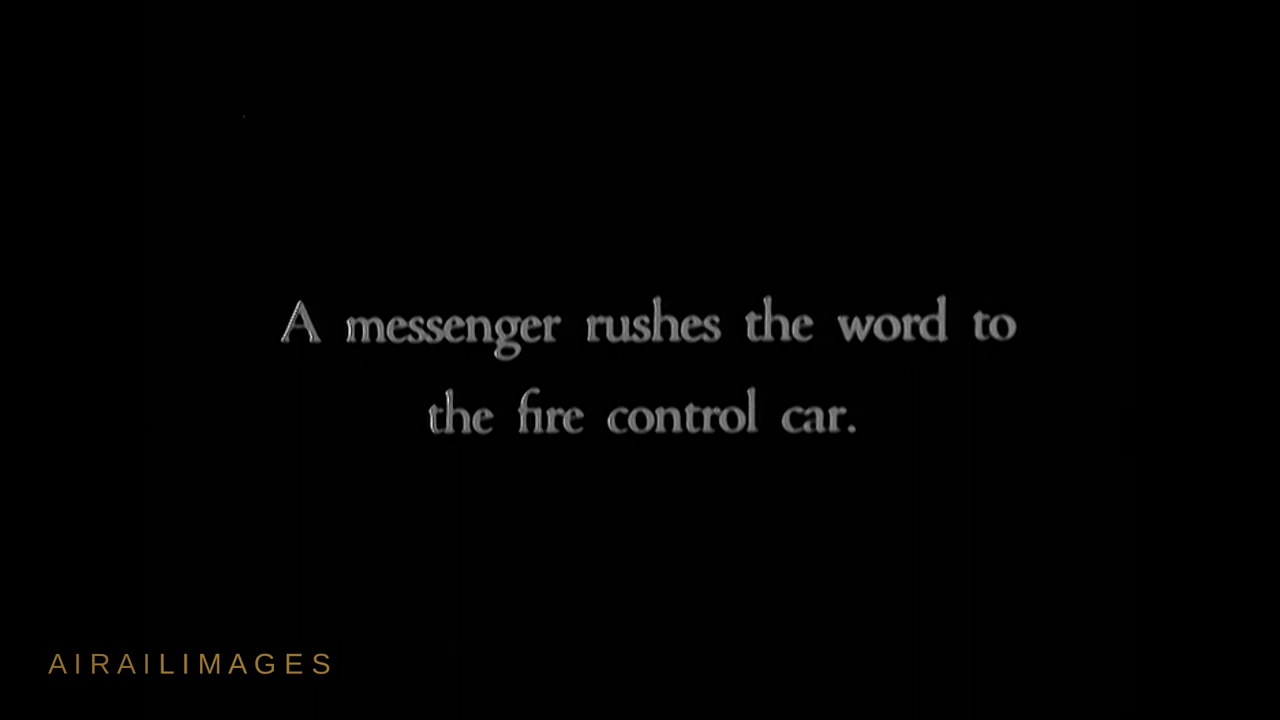 A messenger rushes the word to
the fire control car.
AIRAILIMAGES